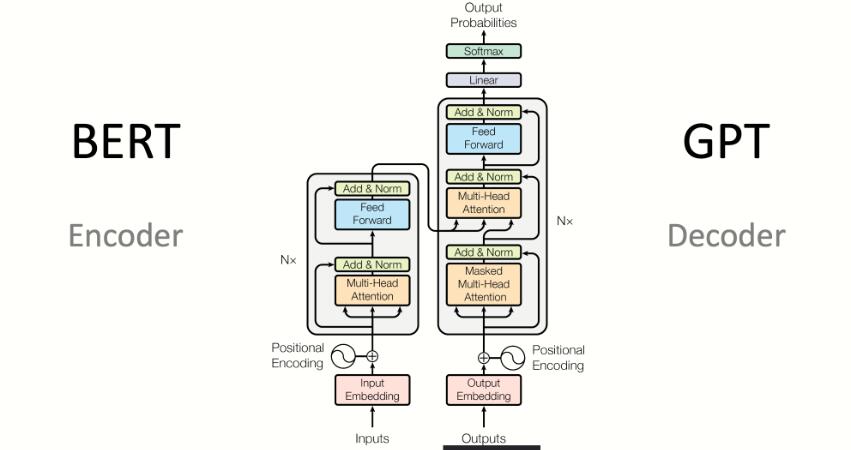 BERT
Encoder
Output
Probabilities
Softmax
Linear
Add & Norm
Feed
Forward
Add & Norm
Multi-Head
Attention
Add & Norm
Masked
Multi-Head
Attention
N×
Positional
Encoding
Output
Embedding
Outputs
Add & Norm
Feed
Forward
Add & Norm
Multi-Head
Attention
N×
Positional
Encoding
Input
Embedding
Inputs
GPT
Decoder